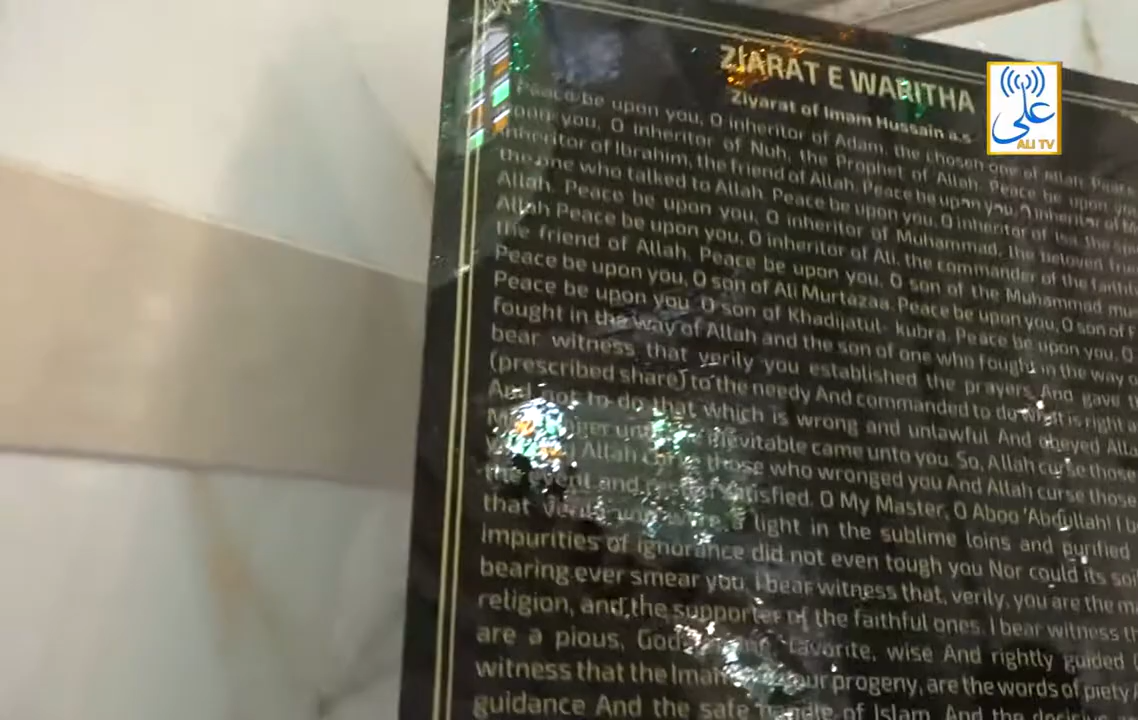 ZIARAT E WARITHA
Ziyarat of Imam Hussain a.s
علی
ALI TV
Peace be upon you, O inheritor of Adam, the chosen one of Allah Peace
upon you, O inheritor of Nuh, the Prophet of Allah, Peace be upon you
inheritor of Ibrahim, the friend of Allah, Peace be upon you, O inheritor of
the one who talked to Allah, Peace be upon you, O inheritor of
Allah. Peace be upon you, O inheritor of Muhammad, The beloved
Allah Peace be upon you, O inheritor of Ali, the commander of the faithful
the friend of Allah, Peace be upon you, O son of the Muhammad
Peace be upon you, O son of Ali Murtazaa, Peace be upon you, O son of
Peace be upon you, O son of Khadijatul- kubra, Peace be upon you, O
fought in the way of Allah and the son of one who fought in the way
bear witness, that verily you established the prayers, And gave
(prescribed share) to the needy And commanded to do what is right
And not to do that which is wrong and unlawful And obeyed
inevitable came unto you. So, Allah curse those
Allah curse those who wronged you And Allah curse those
the event and satisfied. O My Master, O Aboo 'Abdullah! I
that light in the sublime loins and purified
impurities of ignorance did not even tough you Nor could its
bearing ever smear you, I bear witness that, verily, you are the
religion, and the supporter of the faithful ones. I bear witness
are a pious, favorite, wise And rightly guided
witness that the progeny, are the words of piety
guidance And the safe handle of Islam, And the